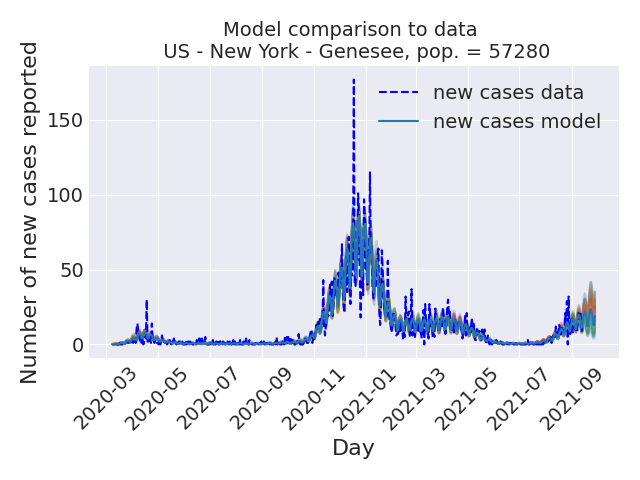 Model comparison to data
US - New York - Genesee, pop. = 57280
Number of new cases reported
150
100
50
0
new cases data
new cases model
2020-03
2020-05
2020-07
2020-09
2020-11
2021-01
2021-03
2021-05
2021-07
2021-09
Day